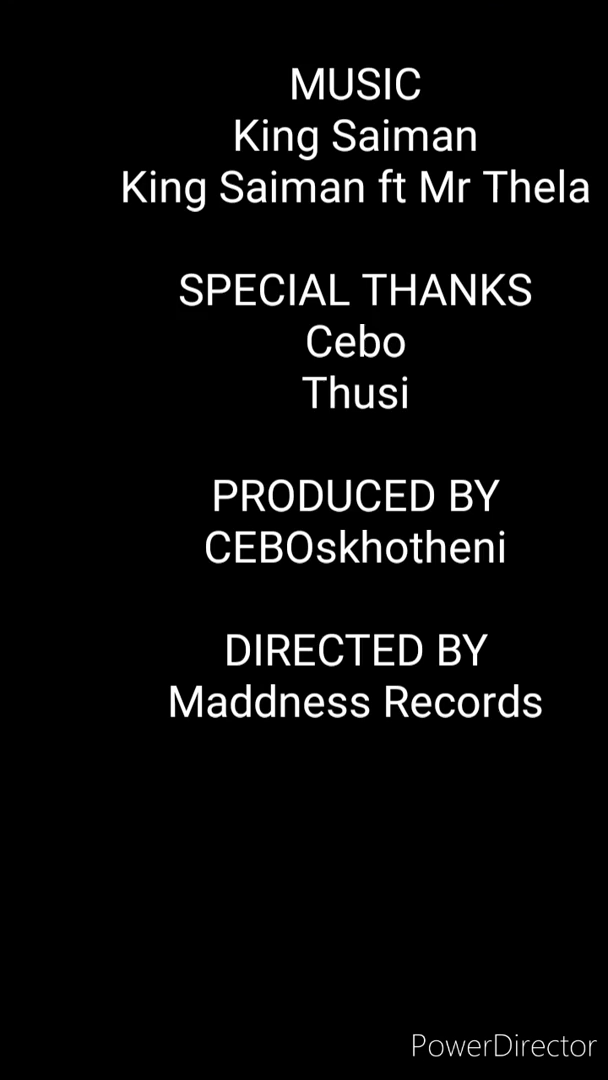 MUSIC
King Saiman
King Saiman ft Mr Thela
SPECIAL THANKS
Cebo
Thusi
PRODUCED BY
CEBOskhotheni
DIRECTED BY
Maddness Records
PowerDirector